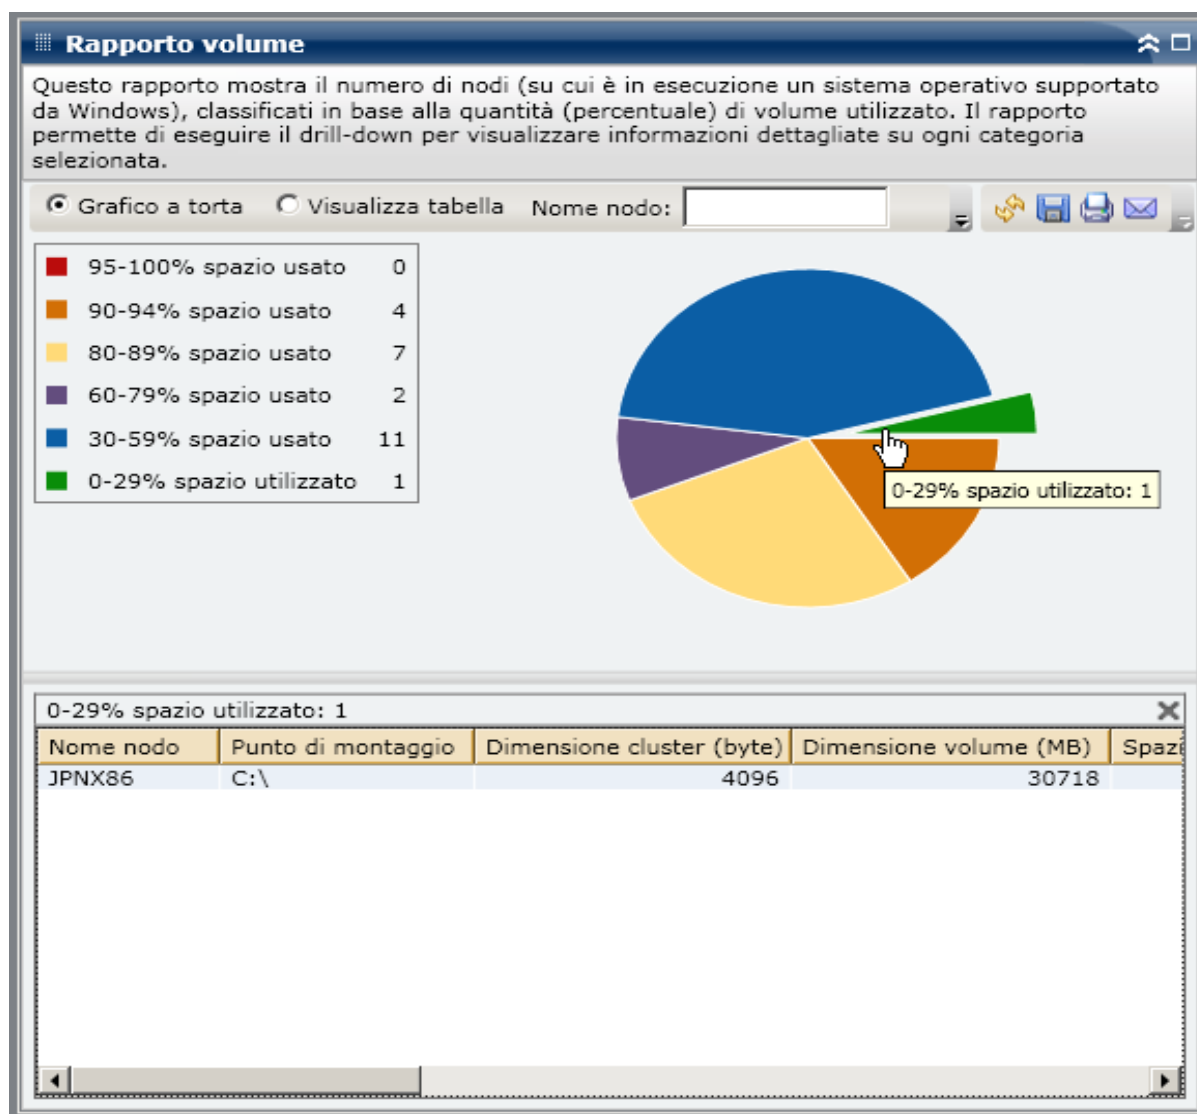 Rapporto volume
Questo rapporto mostra il numero di nodi (su cui è in esecuzione un sistema operativo supportato
da Windows), classificati in base alla quantità (percentuale) di volume utilizzato. Il rapporto
permette di eseguire il drill-down per visualizzare informazioni dettagliate su ogni categoria
selezionata.
Grafico a torta Visualizza tabella Nome nodo:
95-100% spazio usato 0
90-94% spazio usato 4
80-89% spazio usato 7
60-79% spazio usato 2
30-59% spazio usato 11
0-29% spazio utilizzato 1
0-29% spazio utilizzato: 1
0-29% spazio utilizzato: 1
Nome nodo Punto di montaggio Dimensione cluster (byte) Dimensione volume (MB) Spazi
JPNX86 C:\ 4096 30718